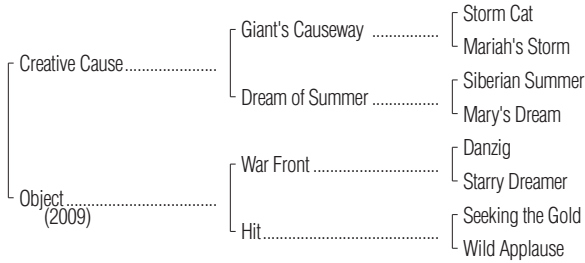 Creative Cause
Giant's Causeway
Storm Cat
Mariah's Storm
Dream of Summer
Siberian Summer
Mary's Dream
Object
(2009)
War Front
Danzig
Starry Dreamer
Hit
Seeking the Gold
Wild Applause